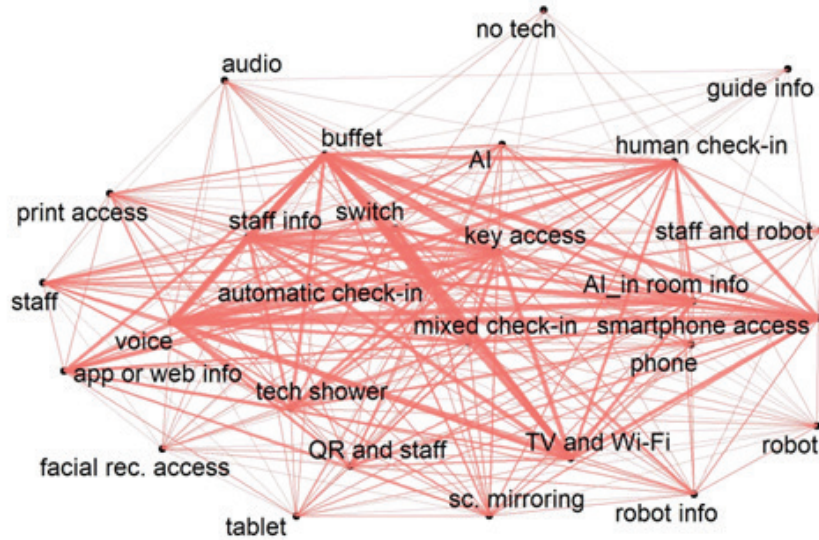 no tech
audio
guide info
buffet
AI
human check-in
print access
staff info
switch
key access
staff and robot
staff
automatic check-in
AI_in room info
voice
mixed check-in
smartphone access
app or web info
tech shower
phone
facial rec. access
QR and staff
TV and Wi-Fi
robot
tablet
sc. mirroring
robot info